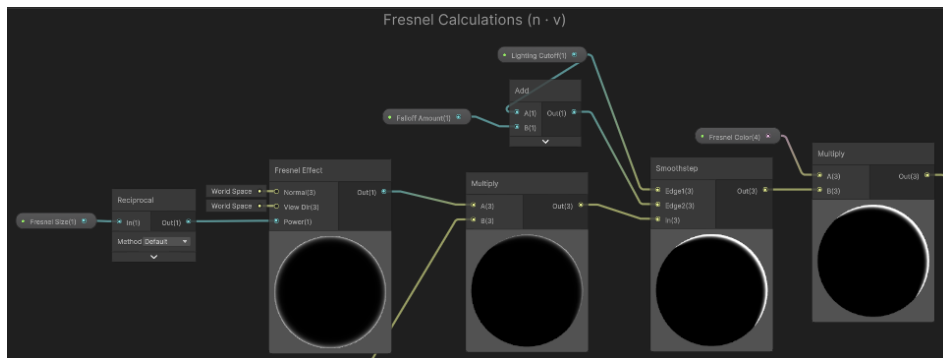 Fresnel Calculations (n · v)
Lighting Cutoff(1)
Add
A(1) Out(1)
B(1)
Falloff Amount(1)
Fresnel Color(4)
Multiply
A(3) Out(3)
B(3)
Smoothstep
Edge1(3) Out(3)
Edge2(3)
In(3)
Fresnel Effect
World Space Normal(3) Out(1)
World Space View Dir(3)
Power(1)
Multiply
A(3) Out(3)
B(3)
Reciprocal
Fresnel Size(1) In(1) Out(1)
Method Default